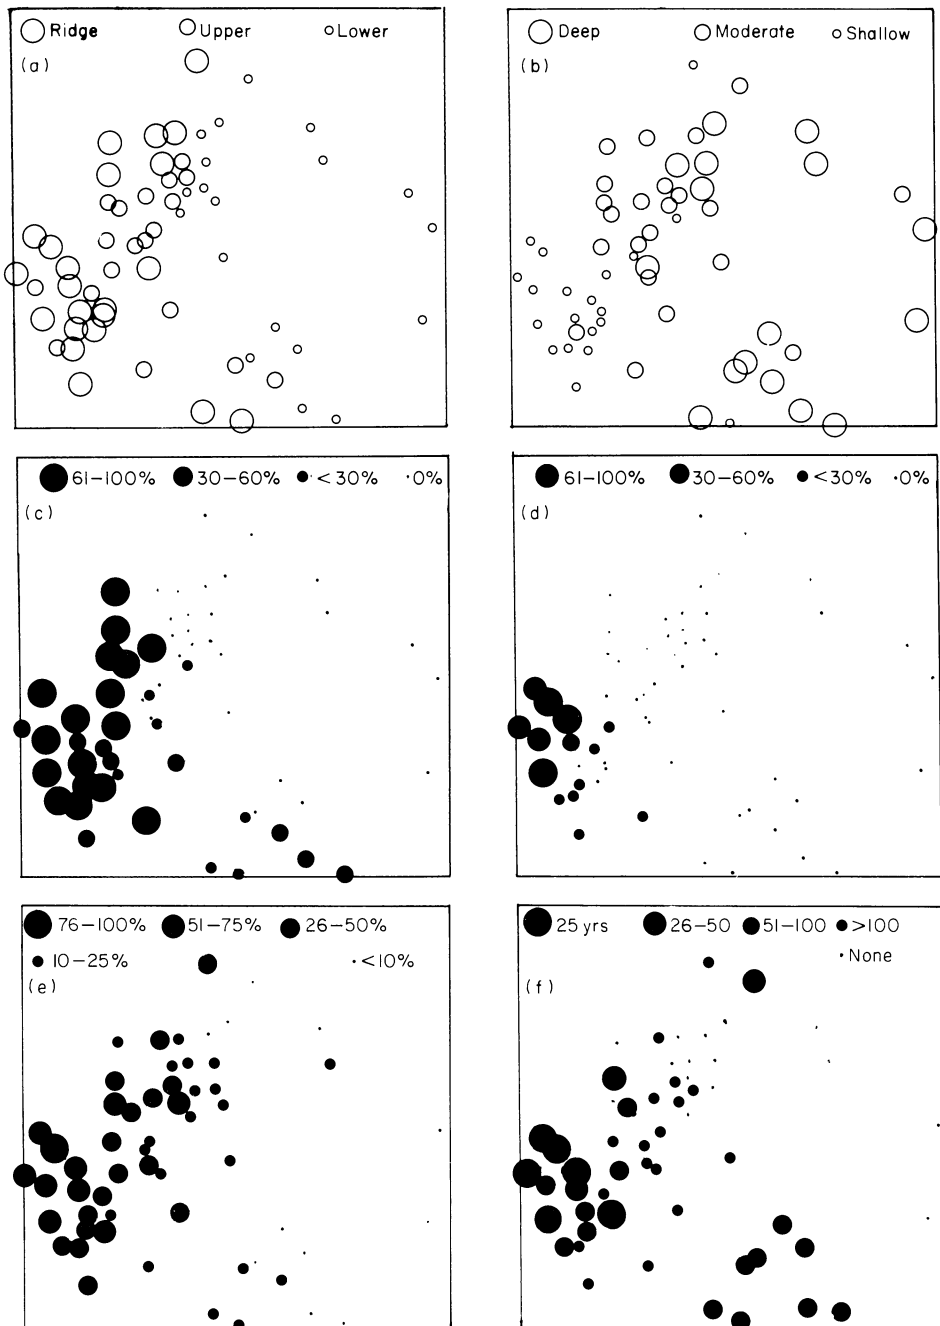 Ridge Upper Lower
(a)
Deep Moderate Shallow
(b)
61–100% 30–60% <30% 0%
(c)
61–100% 30–60% <30% 0%
(d)
76–100% 51–75% 26–50%
10–25% <10%
(e)
25 yrs 26–50 51–100 >100
None
(f)